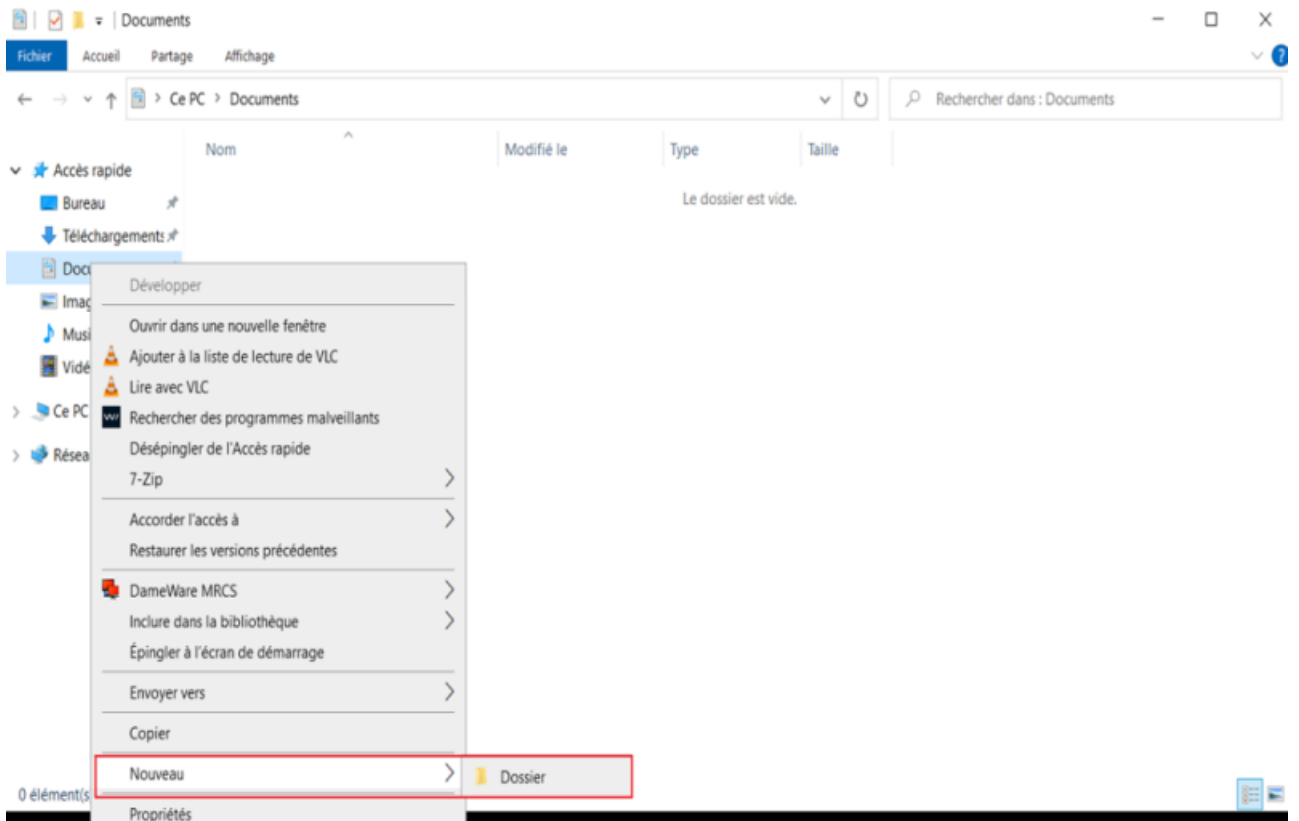 Documents
Fichier Accueil Partage Affichage
Ce PC > Documents Rechercher dans : Documents
Nom Modifié le Type Taille
Accès rapide
Le dossier est vide.
Bureau
Téléchargements
Développer
Ouvrir dans une nouvelle fenêtre
Ajouter à la liste de lecture de VLC
Lire avec VLC
Ce PC
Rechercher des programmes malveillants
Désépingler de l'Accès rapide
7-Zip
Accorder l'accès à
Restaurer les versions précédentes
DameWare MRCS
Inclure dans la bibliothèque
Épingler à l'écran de démarrage
Envoyer vers
Copier
Nouveau Dossier
0 élément(s
Propriétés